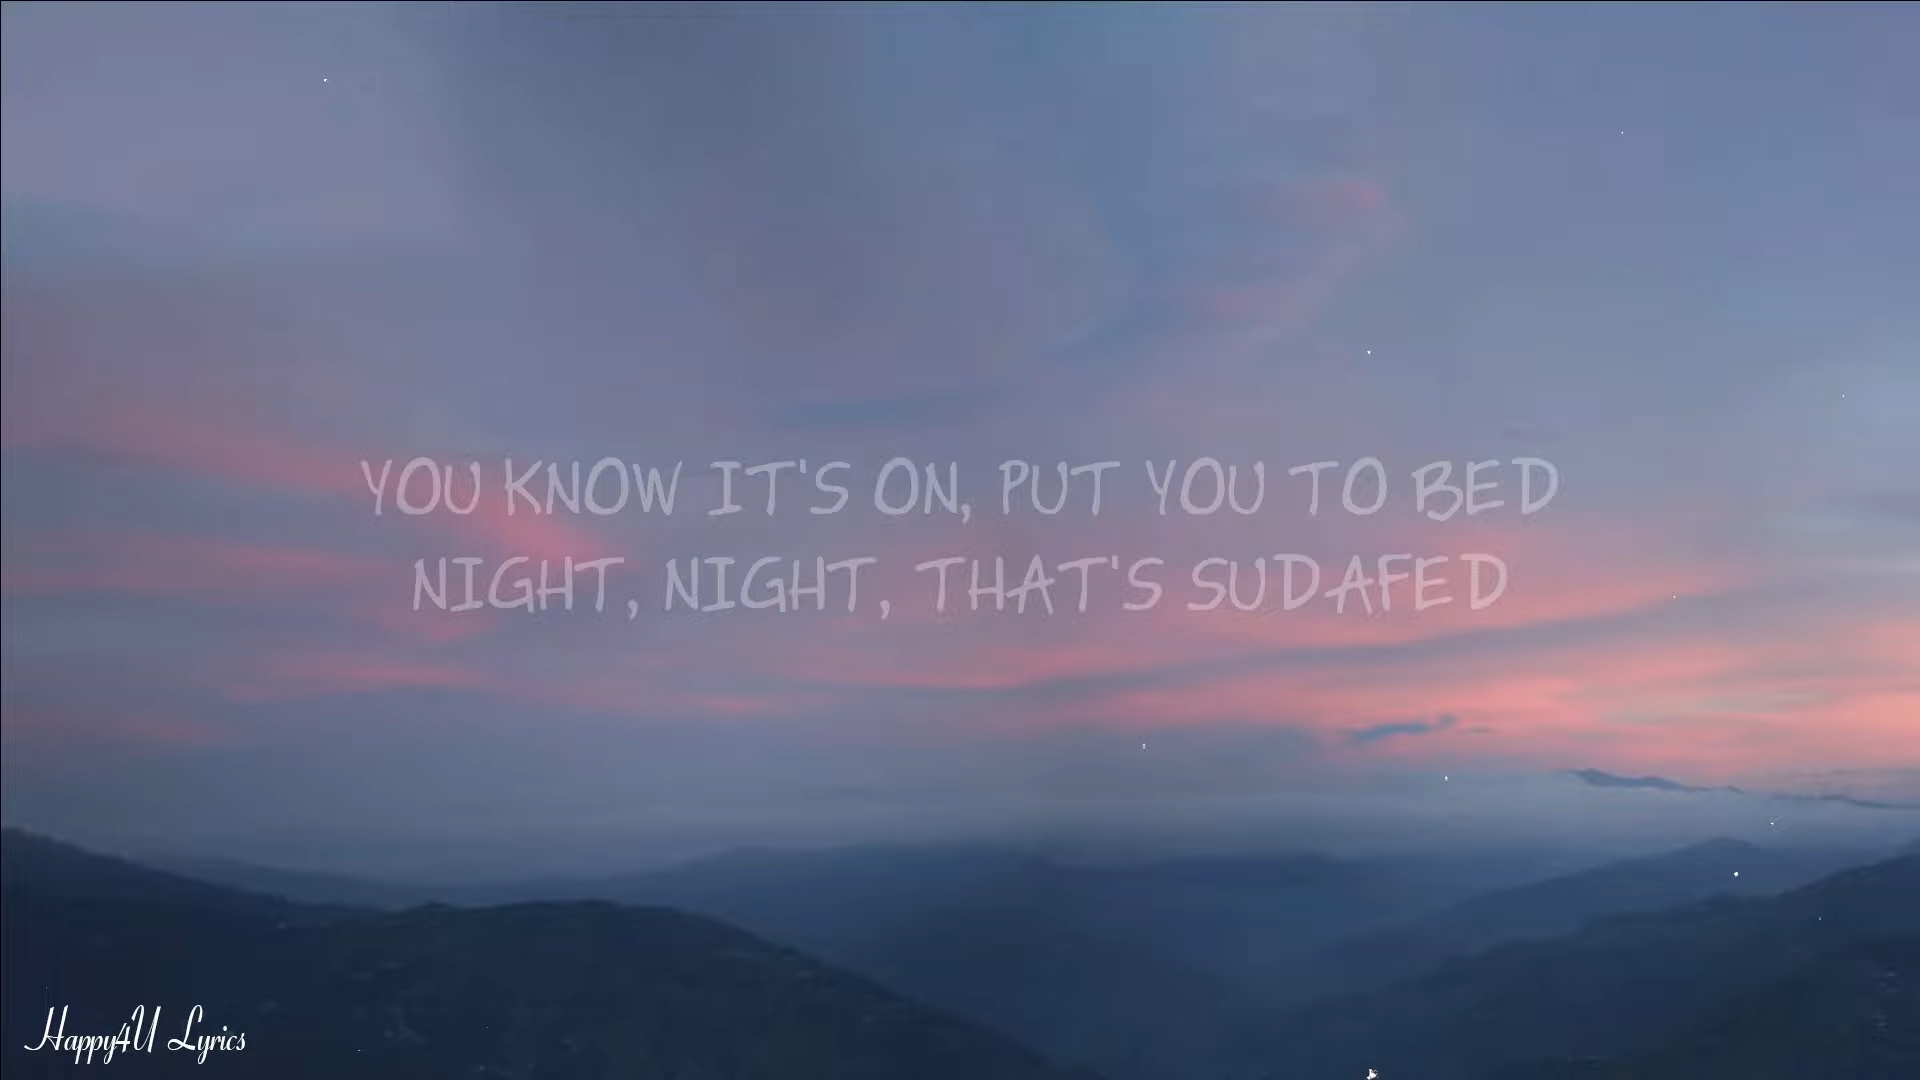 YOU KNOW IT'S ON, PUT YOU TO BED
NIGHT, NIGHT, THAT'S SUDAFED
Happy4U Lyrics